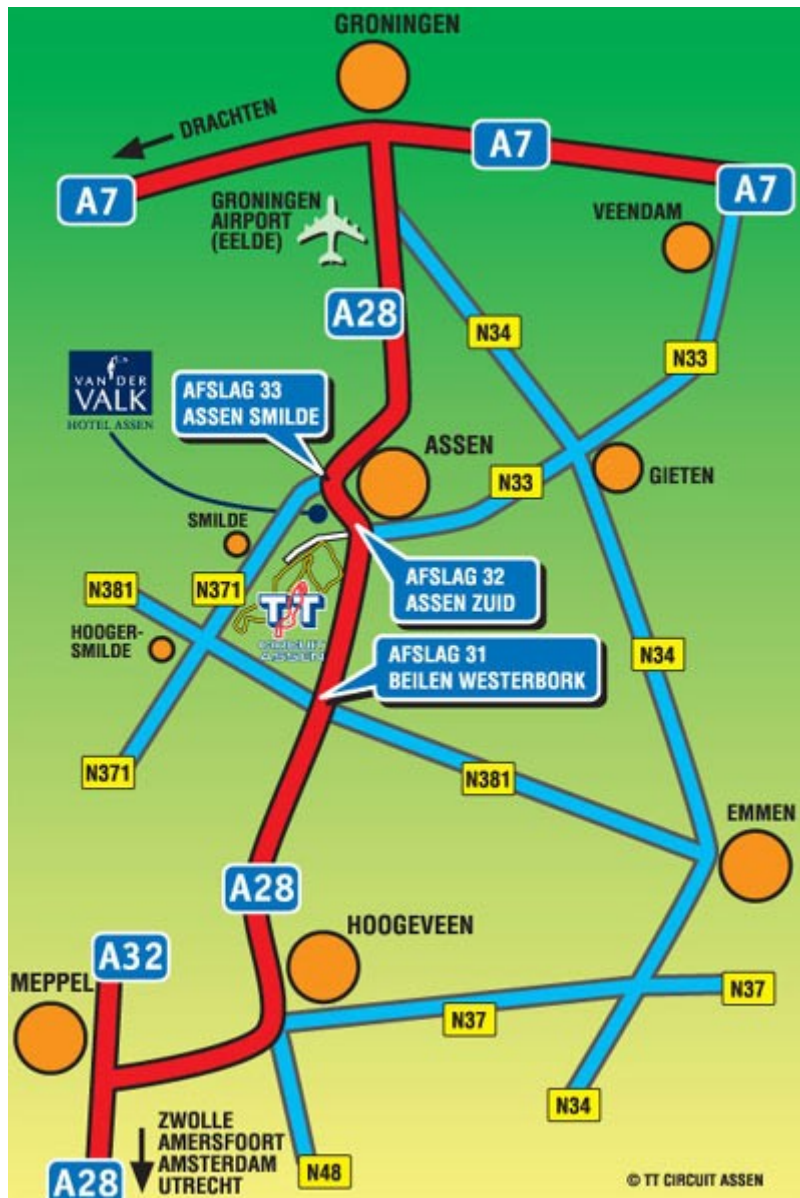 GRONINGEN
DRACHTEN
A7
A7
A7
GRONINGEN
AIRPORT
(EELDE)
VEENDAM
A28
N34
N33
VAN DER
VALK
HOTEL ASSEN
AFSLAG 33
ASSEN SMILDE
ASSEN
N33
GIETEN
SMILDE
N381
N371
AFSLAG 32
ASSEN ZUID
TT
CIRCUIT
ASSEN
HOOGER-
SMILDE
AFSLAG 31
BEILEN WESTERBORK
N34
N371
N381
EMMEN
A28
HOOGEVEEN
A32
MEPPEL
N37
N37
N34
ZWOLLE
AMERSFOORT
AMSTERDAM
UTRECHT
A28
N48
© TT CIRCUIT ASSEN